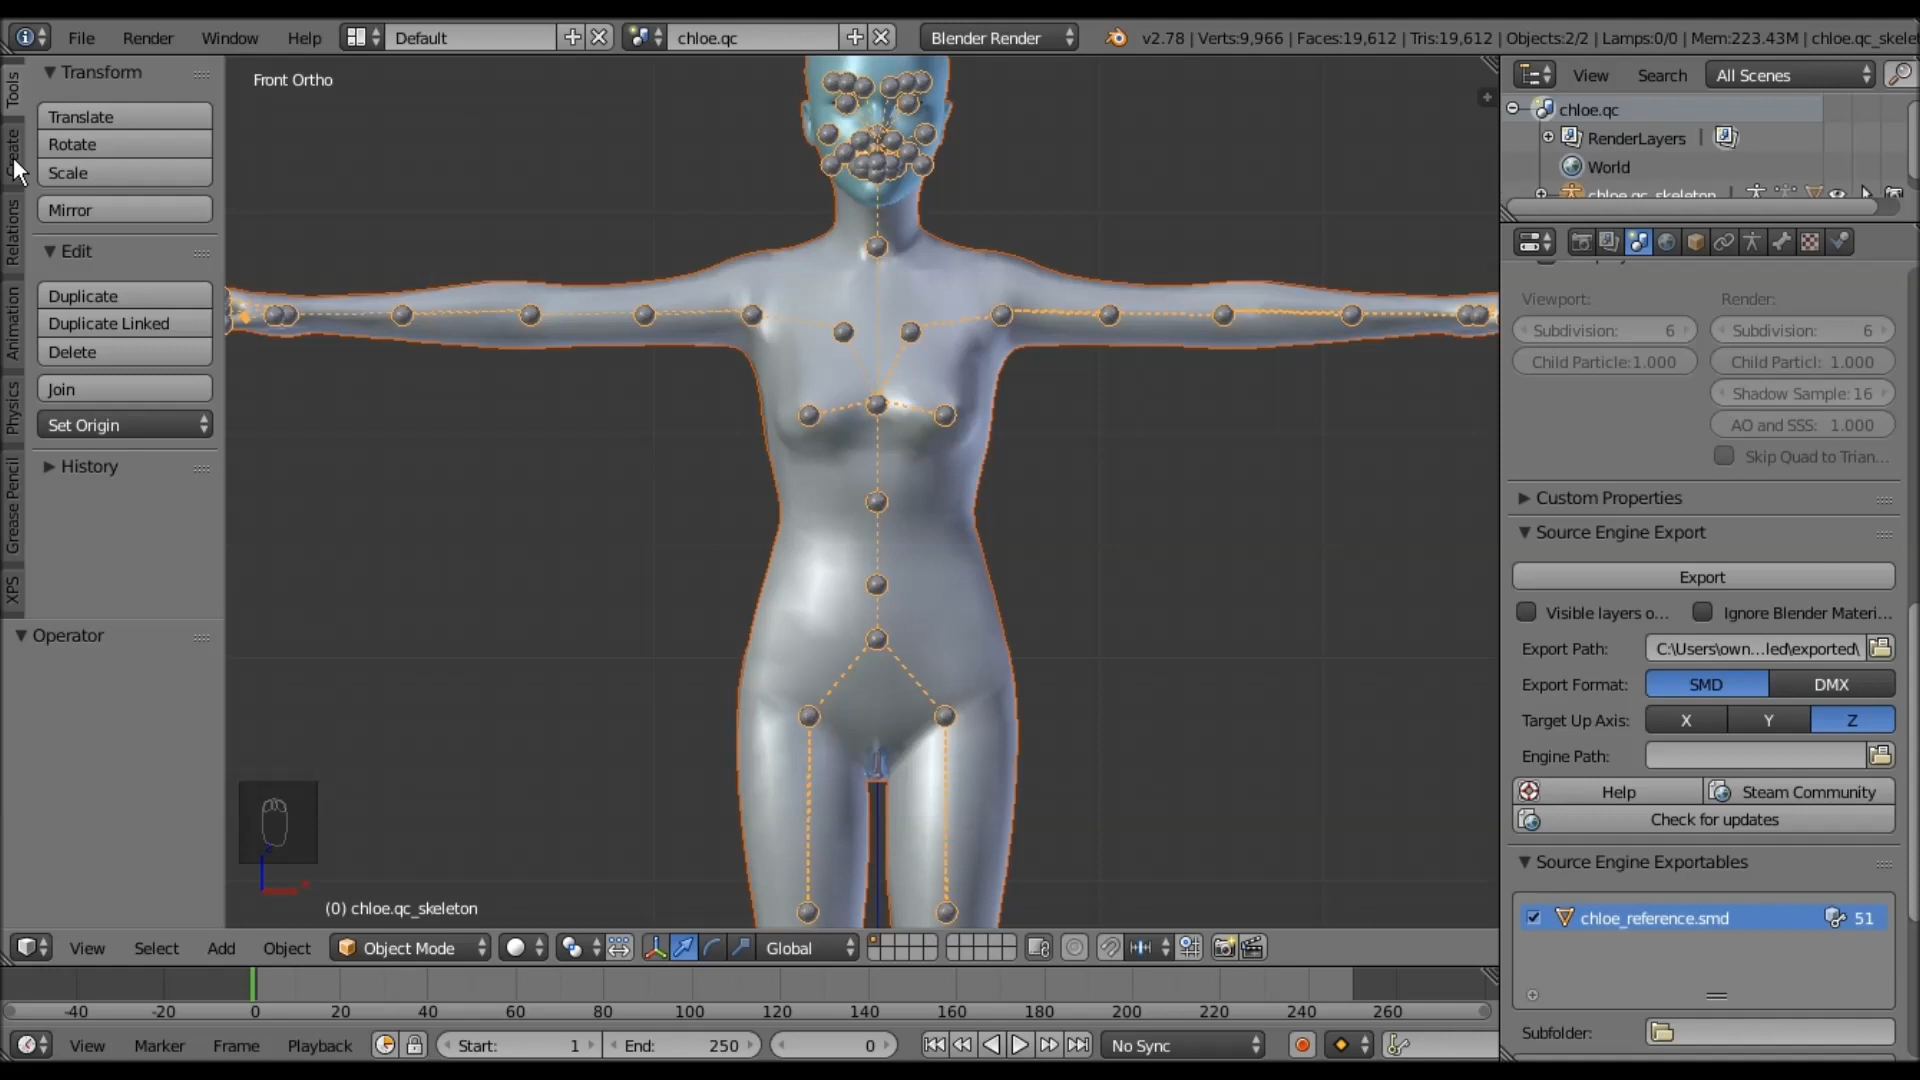 File Render Window Help Default chloe.qc Blender Render v2.78 | Verts:9,966 | Faces:19,612 | Tris:19,612 | Objects:2/2 | Lamps:0/0 | Mem:223.43M | chloe.qc_skelet
Tools
Create
Relations
Animation
Physics
Grease Pencil
XPS
Transform
Translate
Rotate
Scale
Mirror
Edit
Duplicate
Duplicate Linked
Delete
Join
Set Origin
History
Operator
Front Ortho
(0) chloe.qc_skeleton
View Select Add Object Object Mode Global
-40 -20 0 20 40 60 80 100 120 140 160 180 200 220 240 260
View Marker Frame Playback Start: 1 End: 250 0 No Sync
View Search All Scenes
chloe.qc
RenderLayers |
World
chloe.qc_skeleton |
Viewport: Render:
Subdivision: 6 Subdivision: 6
Child Particle:1.000 Child Particl: 1.000
Shadow Sample: 16
AO and SSS: 1.000
Skip Quad to Trian...
Custom Properties
Source Engine Export
Export
Visible layers o... Ignore Blender Materi...
Export Path: C:\Users\own...led\exported\
Export Format: SMD DMX
Target Up Axis: X Y Z
Engine Path:
Help Steam Community
Check for updates
Source Engine Exportables
chloe_reference.smd 51
Subfolder: